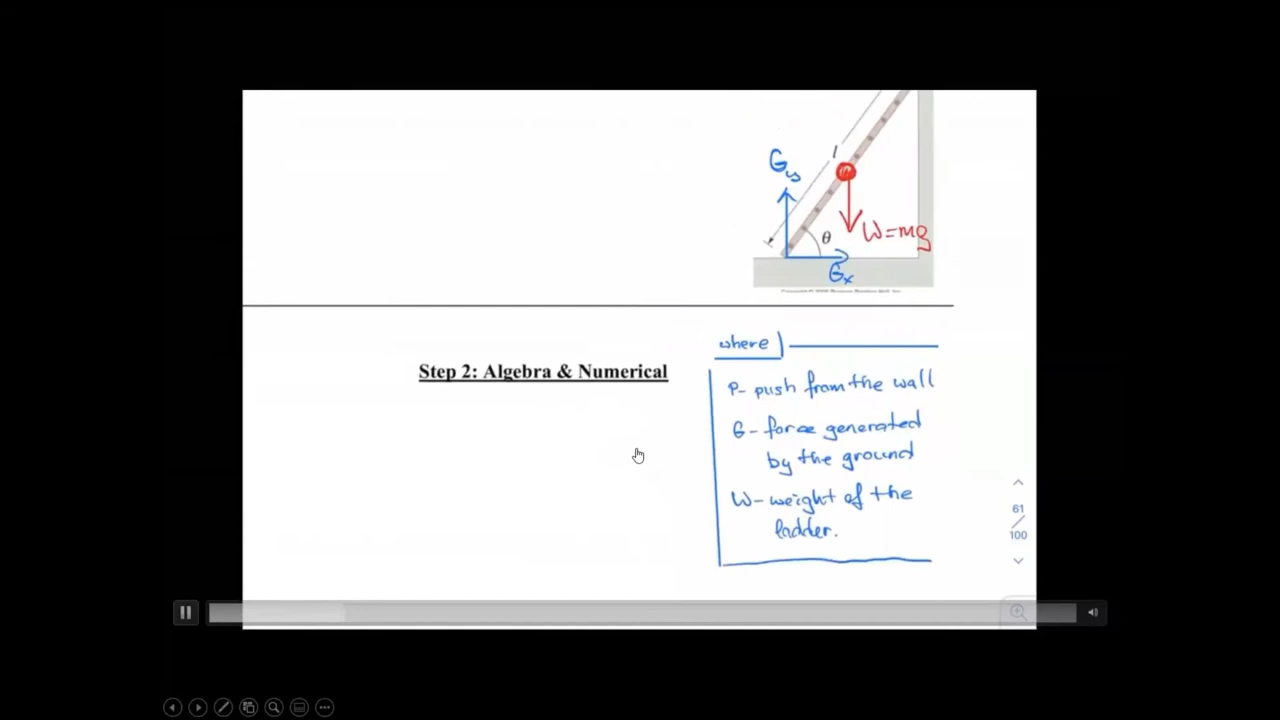 l
Gy
θ
W=mg
Gx
where
Step 2: Algebra & Numerical
P- push from the wall
G- force generated
by the ground
W- weight of the
ladder.
61
100